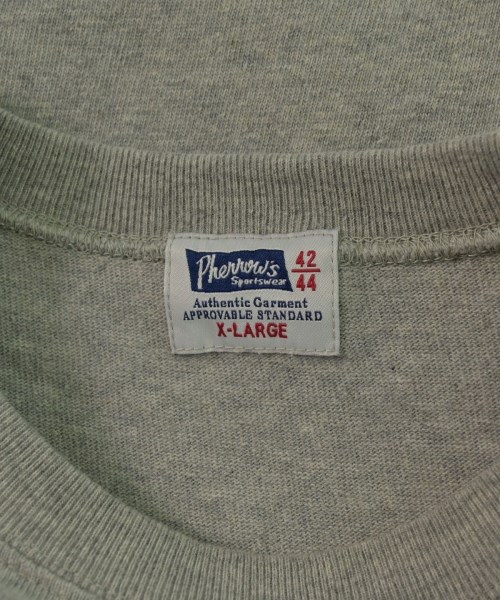 Pherrow's
Sportswear
42
44
Authentic Garment
APPROVABLE STANDARD
X-LARGE